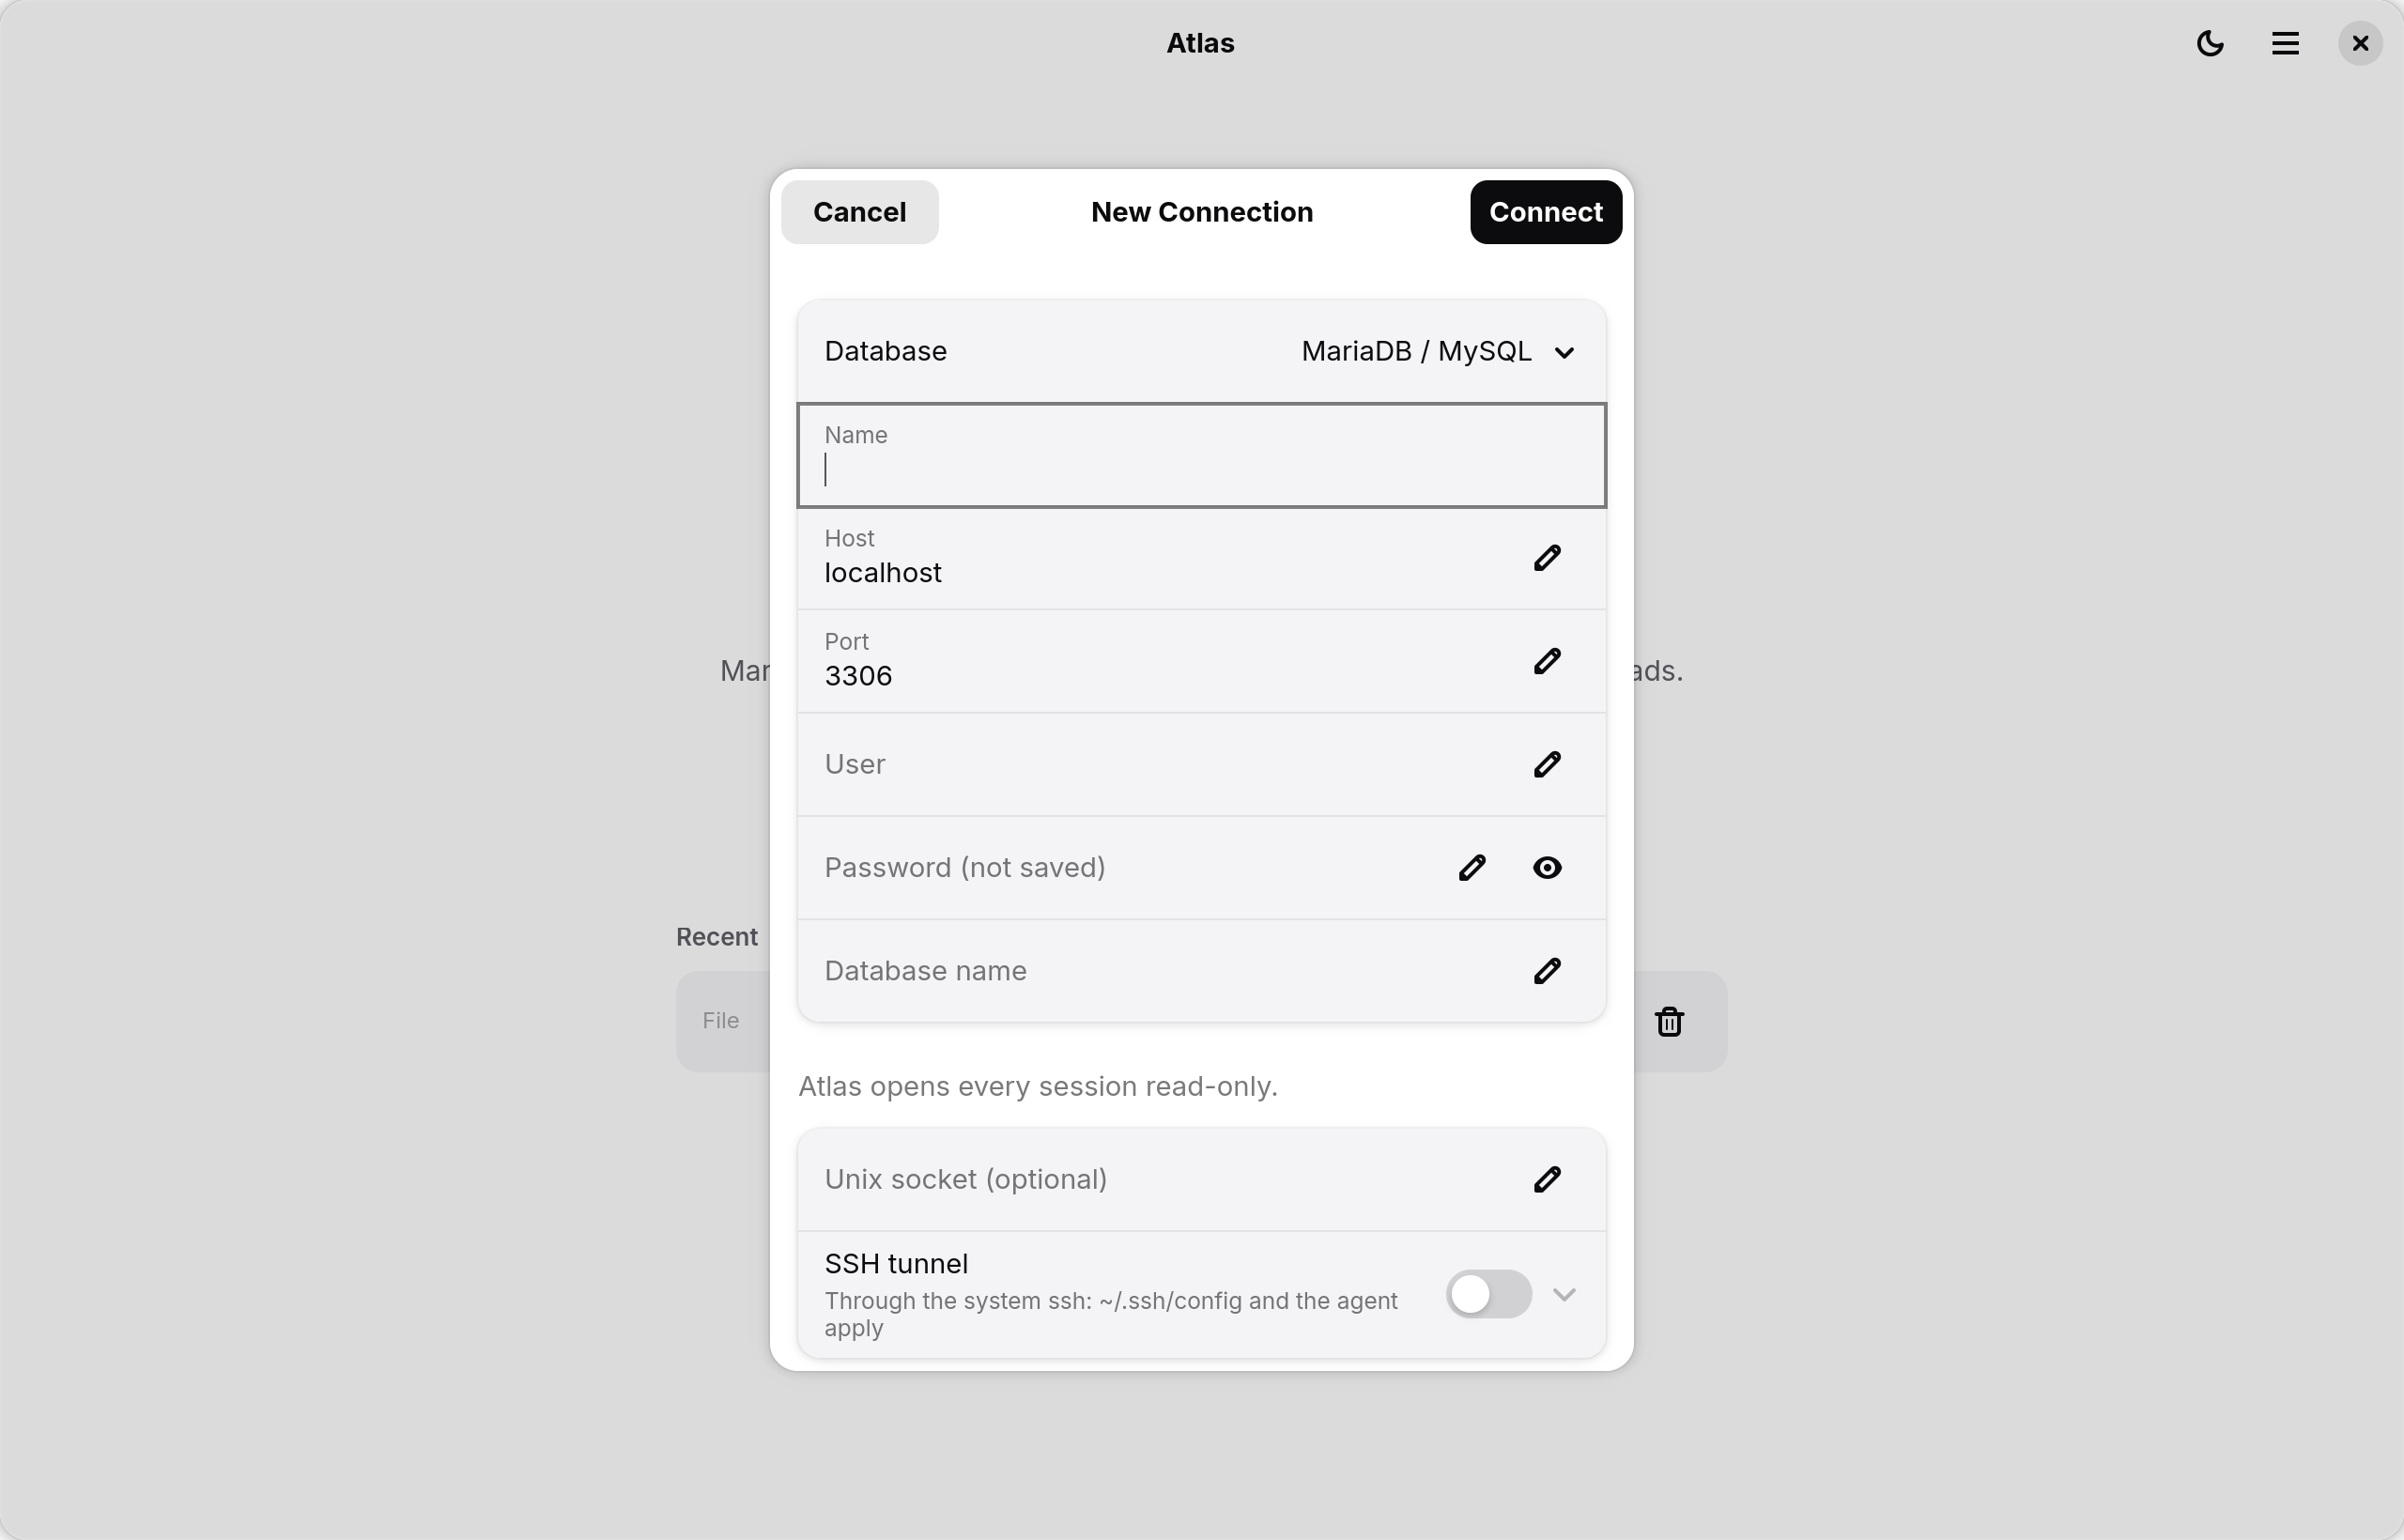 Atlas
Cancel
New Connection
Connect
Database
MariaDB / MySQL
Name
Host
localhost
Port
3306
User
Password (not saved)
Database name
Recent
File
Atlas opens every session read-only.
Unix socket (optional)
SSH tunnel
Through the system ssh: ~/.ssh/config and the agent
apply